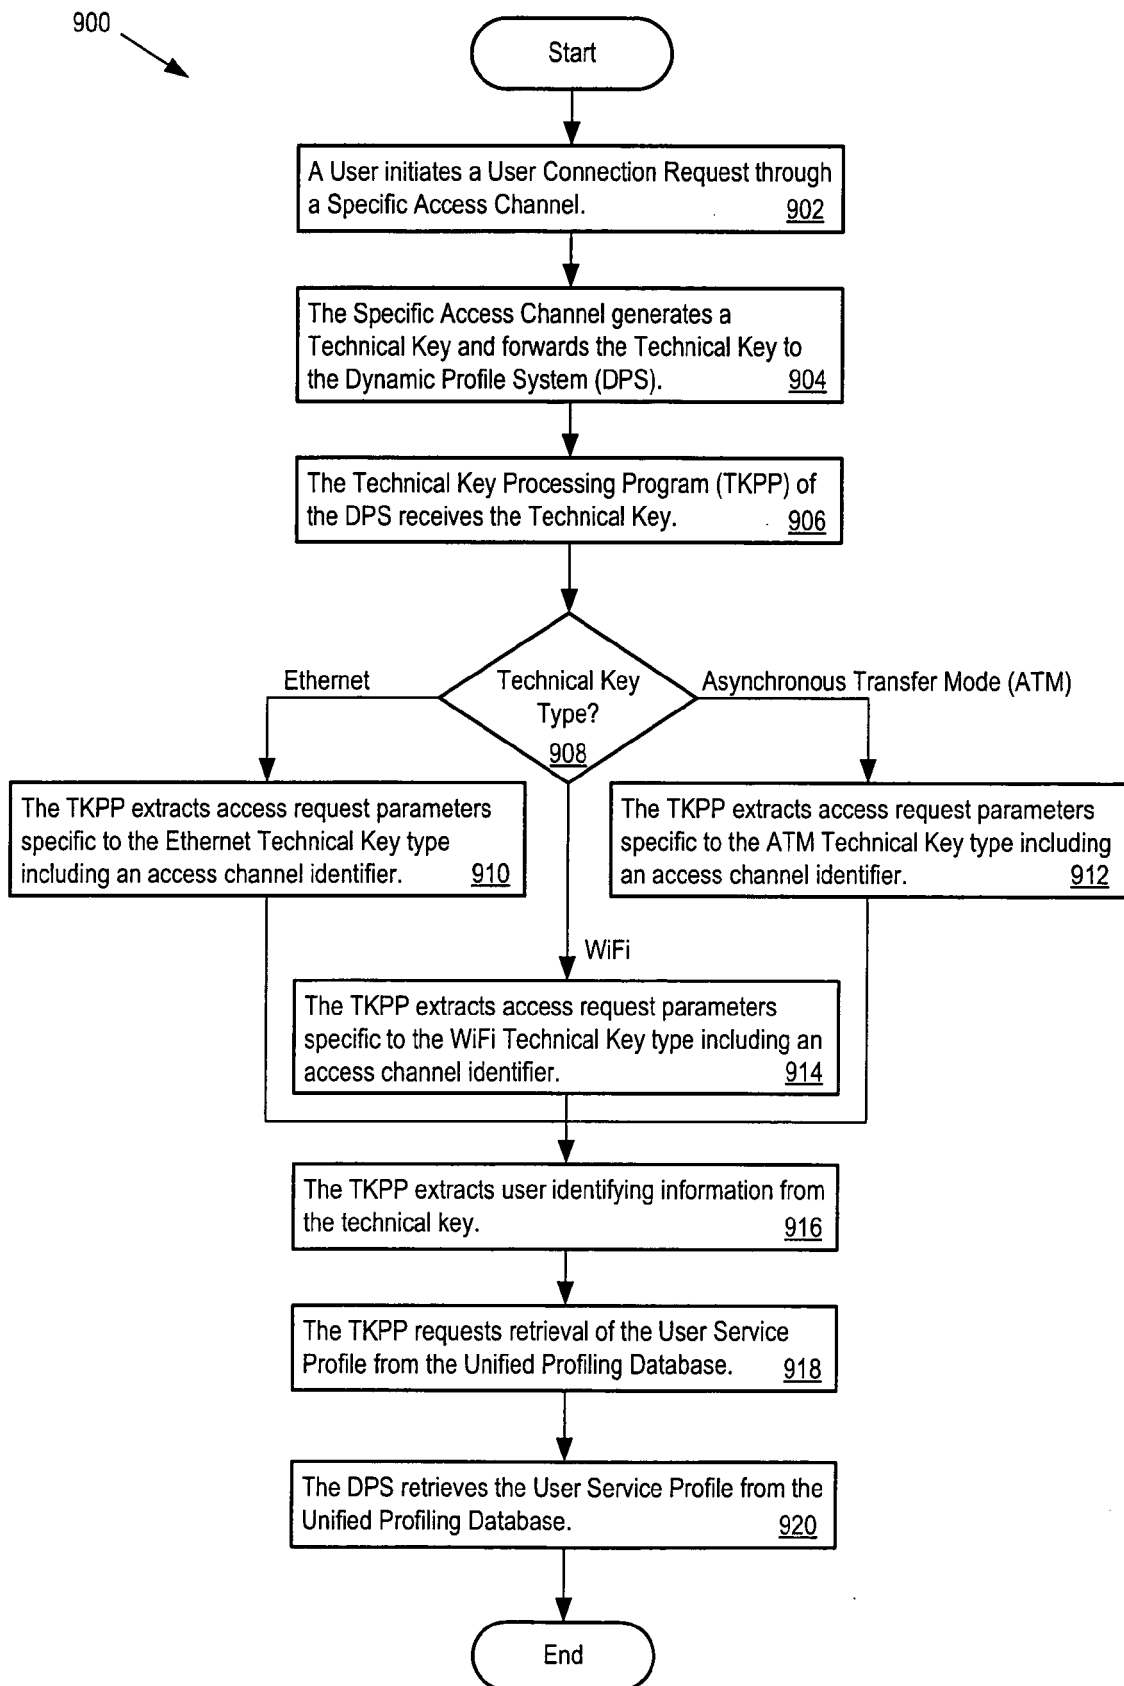 900
Start
A User initiates a User Connection Request through
a Specific Access Channel.
902
The Specific Access Channel generates a
Technical Key and forwards the Technical Key to
the Dynamic Profile System (DPS).
904
The Technical Key Processing Program (TKPP) of
the DPS receives the Technical Key.
906
Ethernet
Technical Key
Type?
908
Asynchronous Transfer Mode (ATM)
The TKPP extracts access request parameters
specific to the Ethernet Technical Key type
including an access channel identifier.
910
The TKPP extracts access request parameters
specific to the ATM Technical Key type including
an access channel identifier.
912
WiFi
The TKPP extracts access request parameters
specific to the WiFi Technical Key type including an
access channel identifier.
914
The TKPP extracts user identifying information from
the technical key.
916
The TKPP requests retrieval of the User Service
Profile from the Unified Profiling Database.
918
The DPS retrieves the User Service Profile from the
Unified Profiling Database.
920
End